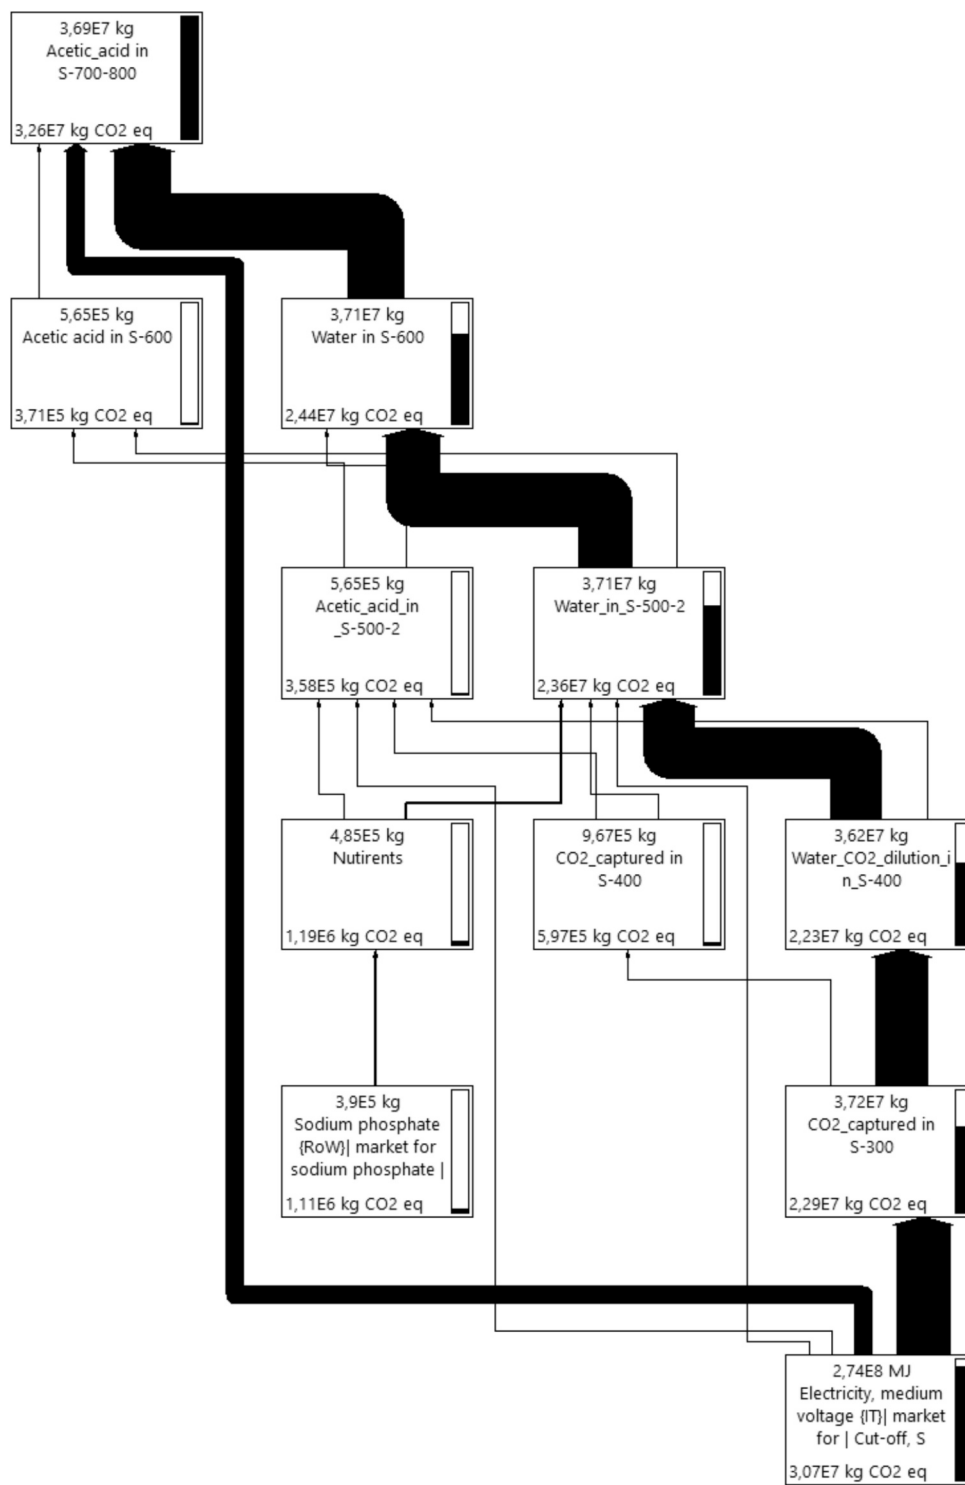 3,69E7 kg
Acetic_acid in
S-700-800
3,26E7 kg CO2 eq
5,65E5 kg
Acetic acid in S-600
3,71E5 kg CO2 eq
3,71E7 kg
Water in S-600
2,44E7 kg CO2 eq
5,65E5 kg
Acetic_acid_in
_S-500-2
3,58E5 kg CO2 eq
3,71E7 kg
Water_in_S-500-2
2,36E7 kg CO2 eq
4,85E5 kg
Nutirents
1,19E6 kg CO2 eq
9,67E5 kg
CO2_captured in
S-400
5,97E5 kg CO2 eq
3,62E7 kg
Water_CO2_dilution_i
n_S-400
2,23E7 kg CO2 eq
3,9E5 kg
Sodium phosphate
{RoW}| market for
sodium phosphate |
1,11E6 kg CO2 eq
3,72E7 kg
CO2_captured in
S-300
2,29E7 kg CO2 eq
2,74E8 MJ
Electricity, medium
voltage {IT}| market
for | Cut-off, S
3,07E7 kg CO2 eq